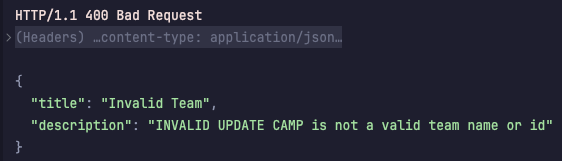 HTTP/1.1 400 Bad Request
(Headers) …content-type: application/json…
{
"title": "Invalid Team",
"description": "INVALID UPDATE CAMP is not a valid team name or id"
}